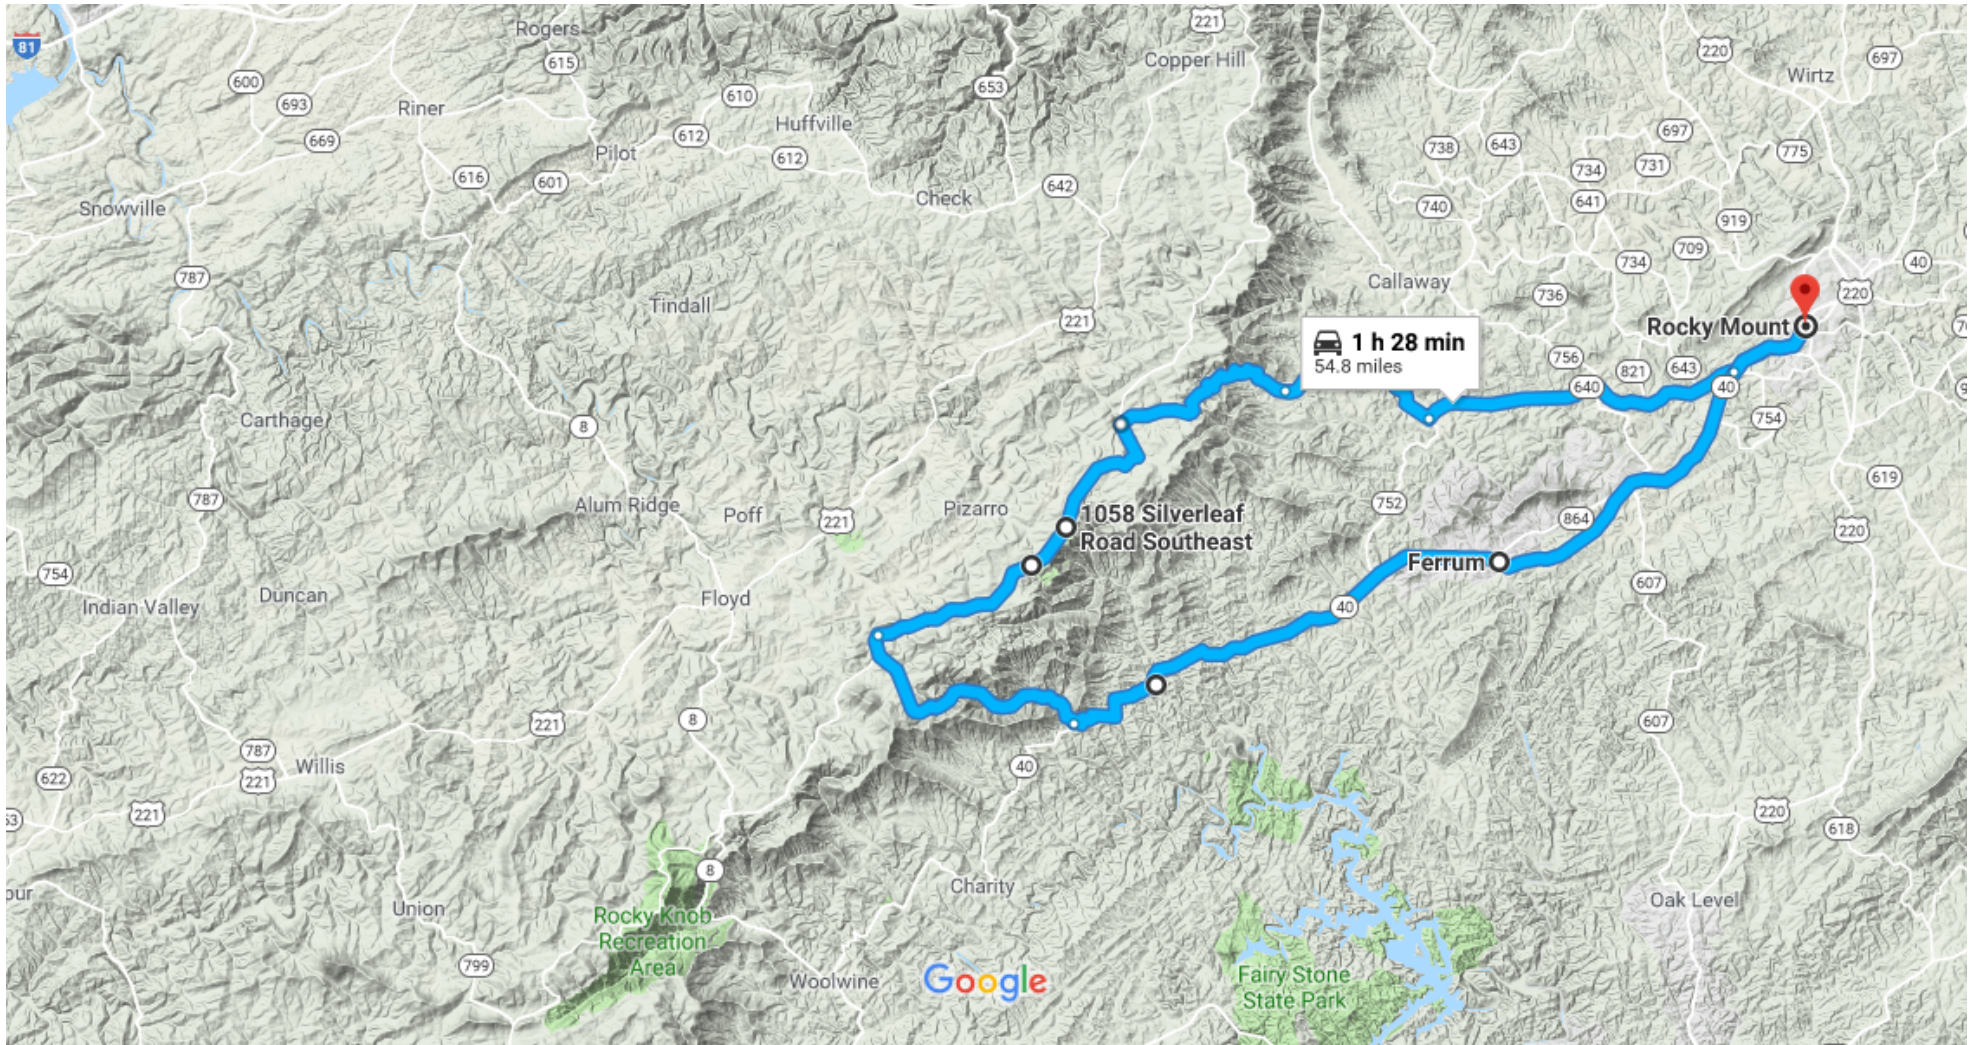 81
Rogers
221
615
Copper Hill
220
697
Wirtz
600
693
Riner
610
653
Huffville
669
612
612
Pilot
738
643
697
775
616
601
734
731
Snowville
Check
642
740
641
919
787
Tindall
Callaway
734
709
40
221
736
220
Rocky Mount
1 h 28 min
54.8 miles
756
821
643
640
40
Carthage
8
754
787
Alum Ridge
Poff
221
Pizarro
1058 Silverleaf
Road Southeast
752
864
619
220
754
Indian Valley
Duncan
Floyd
Ferrum
607
40
221
8
607
787
Willis
221
622
40
221
220
618
8
Charity
Union
Oak Level
Rocky Knob
Recreation
Area
799
Woolwine
Google
Fairy Stone
State Park